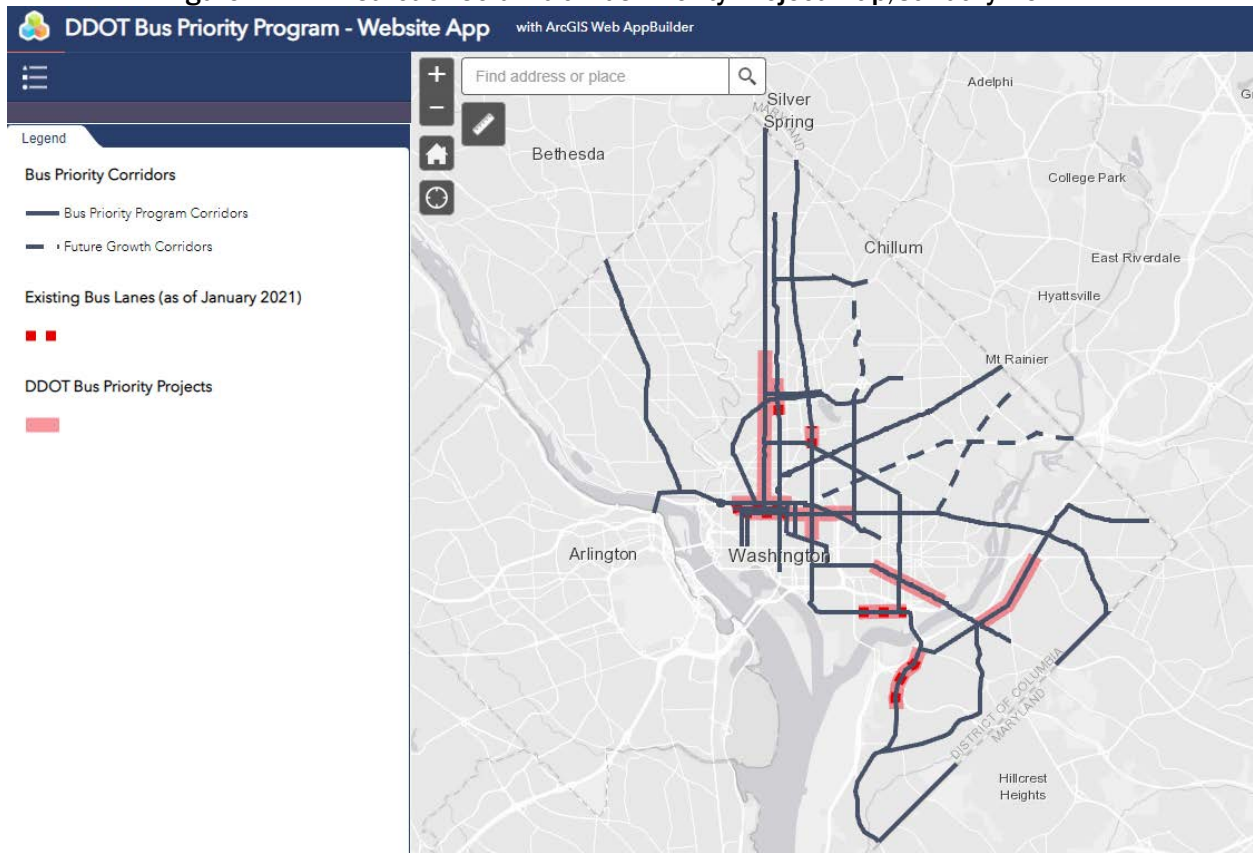 DDOT Bus Priority Program - Website App with ArcGIS Web AppBuilder
Legend
Bus Priority Corridors
Bus Priority Program Corridors
Future Growth Corridors
Existing Bus Lanes (as of January 2021)
DDOT Bus Priority Projects
Find address or place
Adelphi
Silver
Spring
MARYLAND
Bethesda
College Park
Chillum
East Riverdale
Hyattsville
Mt Rainier
Arlington
Washington
DISTRICT OF COLUMBIA
MARYLAND
Hillcrest
Heights